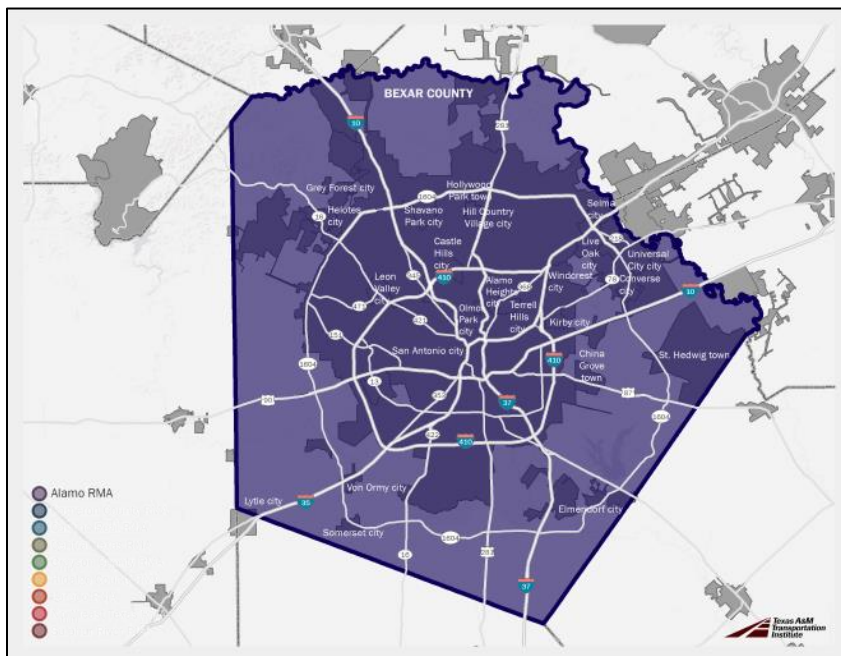 BEXAR COUNTY
10
281
Grey Forest city
Hollywood
Park town
1604
Helotes
city
16
Shavano
Park city
Hill Country
Village city
Selma
city
Castle
Hills
city
Live
Oak
city
Universal
City city
Converse
city
78
410
Leon
Valley
city
Alamo
Heights
city
368
Windcrest
city
10
Olmos
Park
city
Terrell
Hills
city
Kirby city
471
421
151
San Antonio city
410
China
Grove
town
St. Hedwig town
1604
13
90
37
87
1604
422
410
Von Ormy city
Lytle city
35
Elmendorf city
Somerset city
1604
16
281
37
Alamo RMA
Texas A&M
Transportation
Institute